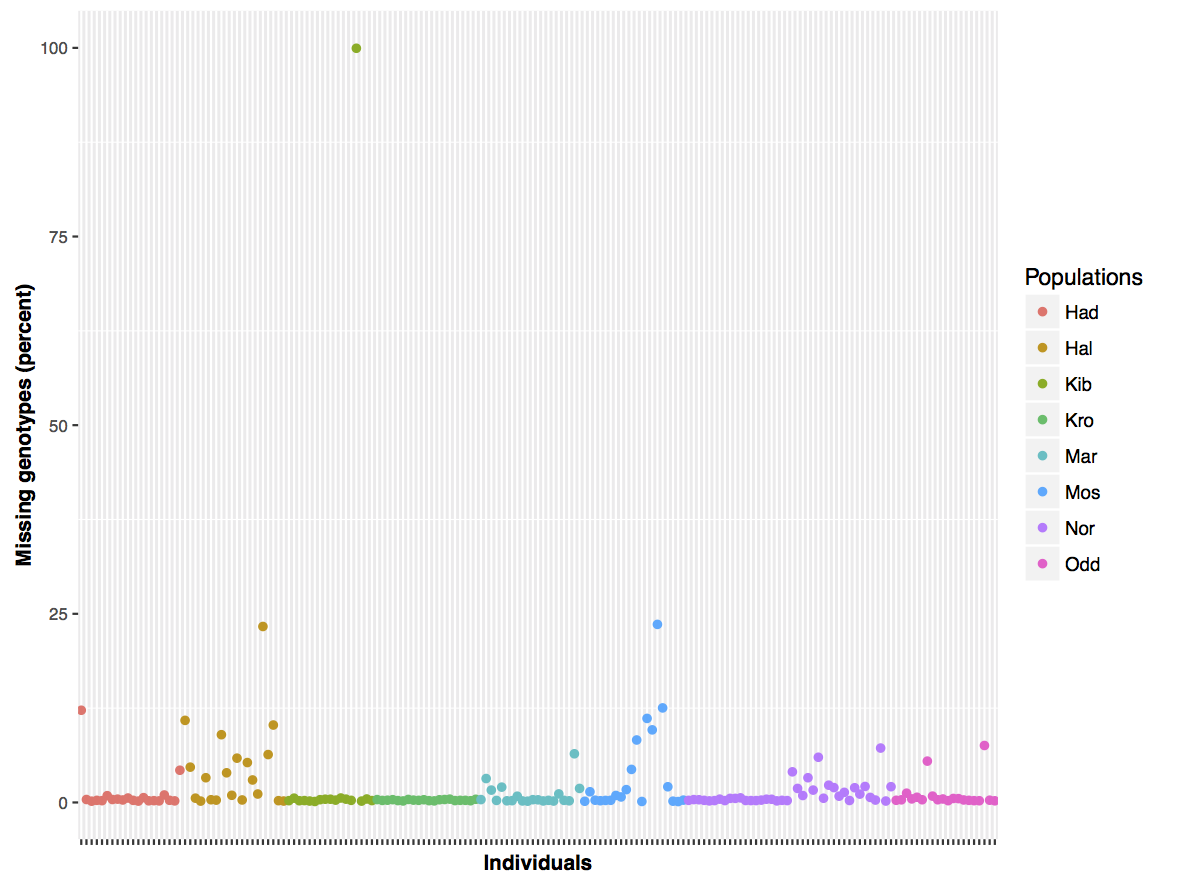 Missing genotypes (percent)
100
75
50
25
0
Individuals
Populations
Had
Hal
Kib
Kro
Mar
Mos
Nor
Odd